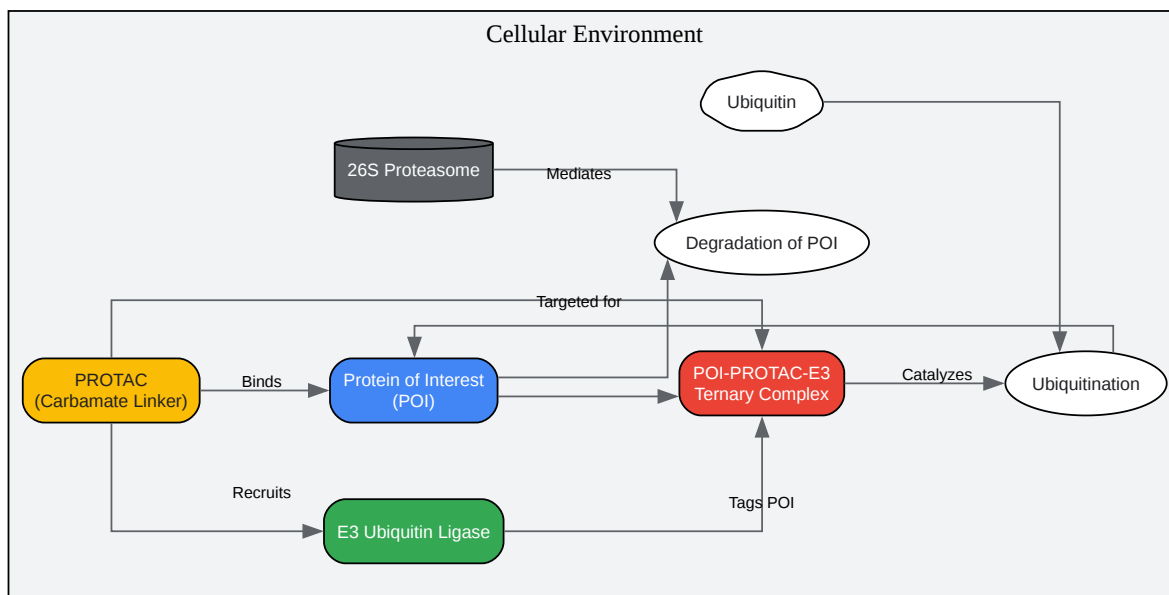 Cellular Environment
Ubiquitin
26S Proteasome
Mediates
Degradation of POI
Targeted for
PROTAC
(Carbamate Linker)
Binds
Protein of Interest
(POI)
POI-PROTAC-E3
Ternary Complex
Catalyzes
Ubiquitination
Recruits
Tags POI
E3 Ubiquitin Ligase